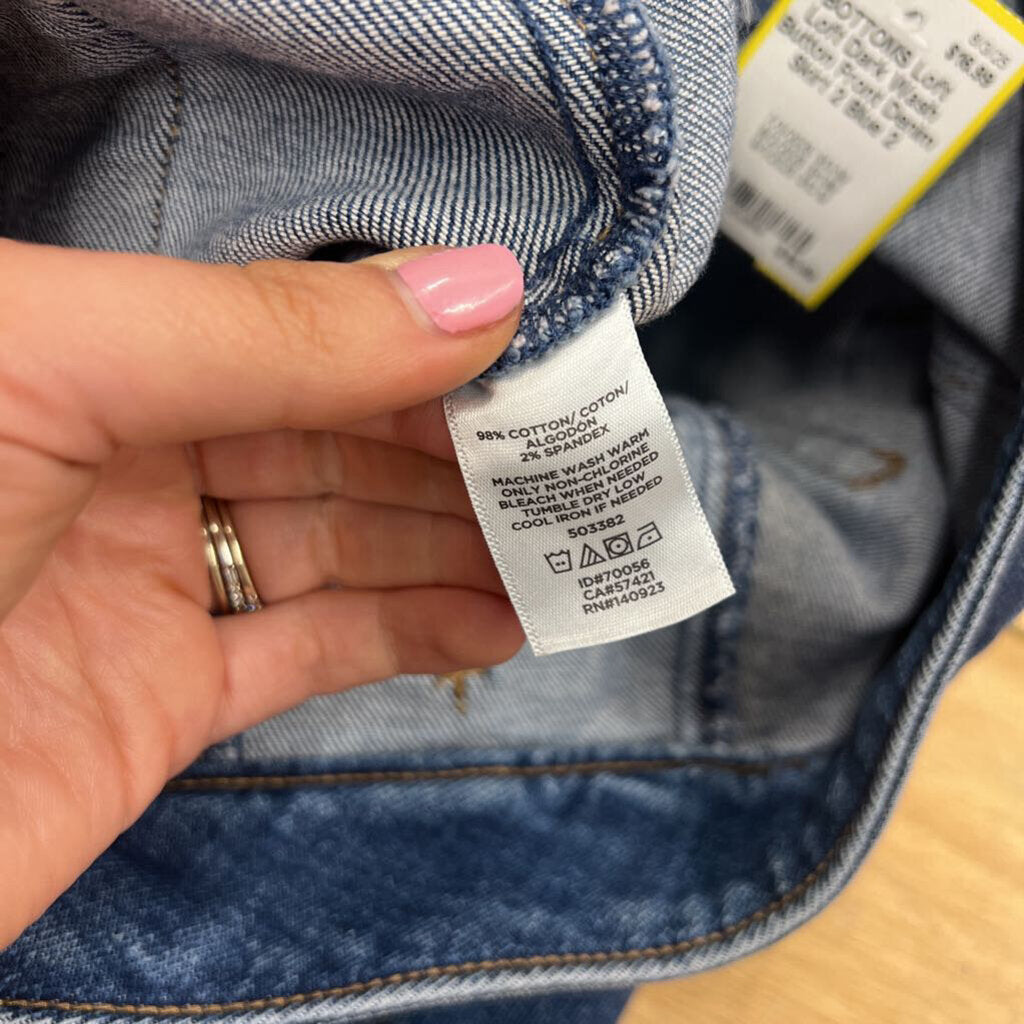 98% COTTON/ COTON/
ALGODÓN
2% SPANDEX
MACHINE WASH WARM
ONLY NON-CHLORINE
BLEACH WHEN NEEDED
TUMBLE DRY LOW
COOL IRON IF NEEDED
503382
ID#70056
CA#57421
RN#140923
BOTTOMS Loft
Loft Dark Wash
Button Front Denim
Skirt 2 Blue 2